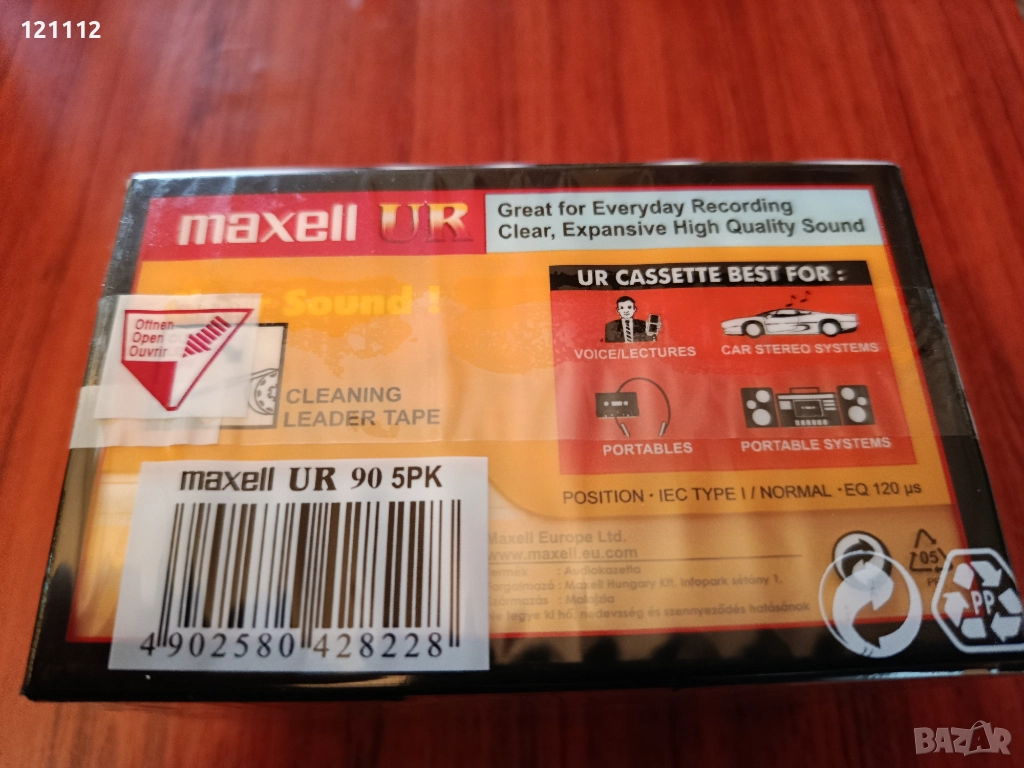 121112
maxell UR
Great for Everyday Recording
Clear, Expansive High Quality Sound
Sound !
UR CASSETTE BEST FOR :
VOICE/LECTURES
CAR STEREO SYSTEMS
PORTABLES
PORTABLE SYSTEMS
Öffnen
Open
Ouvrir
CLEANING
LEADER TAPE
POSITION · IEC TYPE I / NORMAL · EQ 120 µs
maxell UR 90 5PK
4 902580 428228
Maxell Europe Ltd.
www.maxell.eu.com
: Audiokazetta
: Maxell Hungary Kft, Infopark sétány 1.
: Malajzia
tegye ki hő, nedvesség és szennyeződés hatásának
05
PP
BAZAR